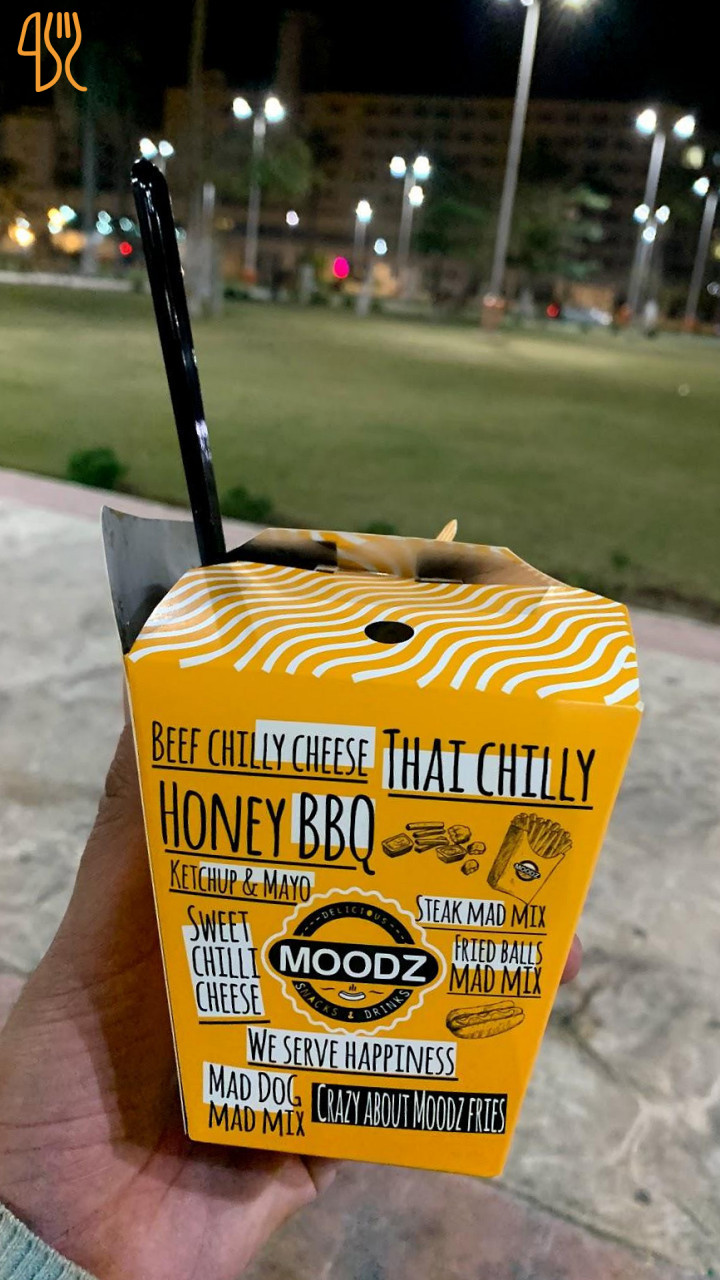 BEEF CHILLY CHEESE
THAI CHILLY
HONEY BBQ
MOODZ
KETCHUP & MAYO
STEAK MAD MIX
SWEET
CHILLI
CHEESE
DELICIOUS
MOODZ
SNACKS & DRINKS
FRIED BALLS
MAD MIX
WE SERVE HAPPINESS
MAD DOG
MAD MIX
CRAZY ABOUT MOODZ FRIES